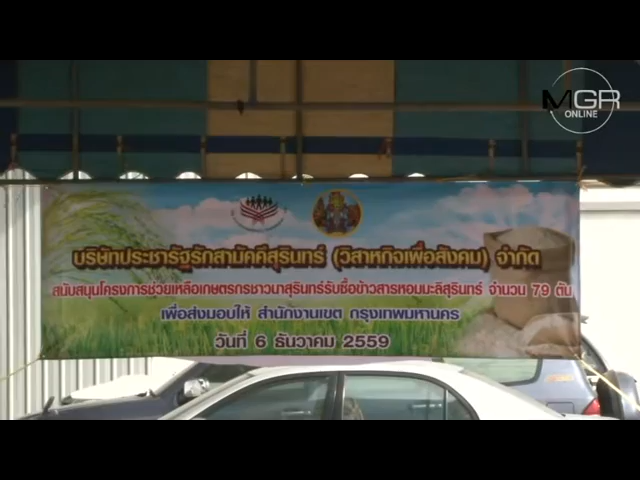 MGR
ONLINE
บริษัทประชารัฐรักสามัคคีสุรินทร์ (วิสาหกิจเพื่อสังคม) จำกัด
สนับสนุนโครงการช่วยเหลือเกษตรกรชาวนาสุรินทร์รับซื้อข้าวสารหอมมะลิสุรินทร์ จำนวน 79 ตัน
เพื่อส่งมอบให้ สำนักงานเขต กรุงเทพมหานคร
วันที่ 6 ธันวาคม 2559